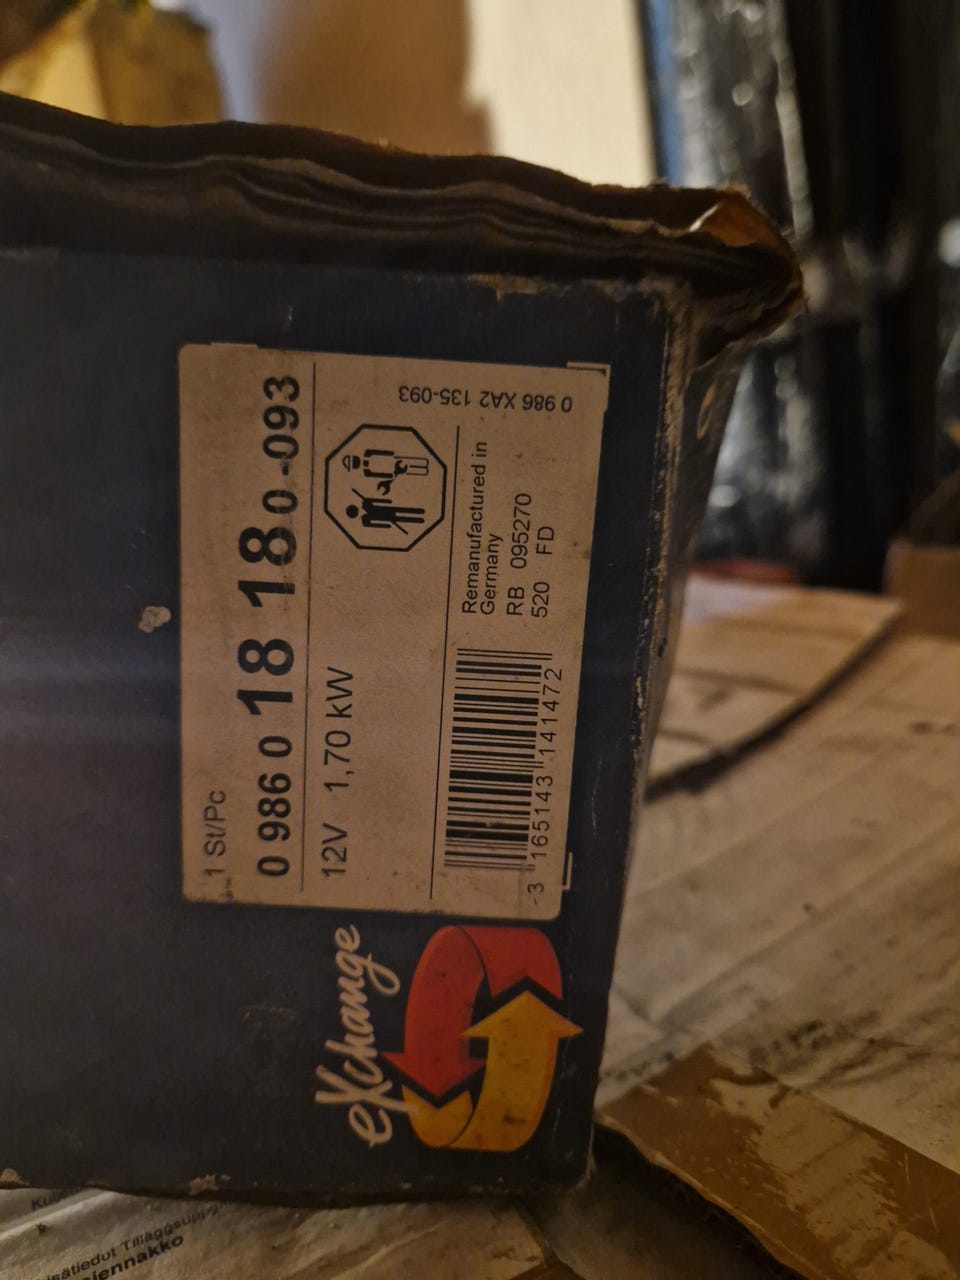 1 St/Pc
0 986 0 18 18 0 -093
12V 1,70 kW
Remanufactured in
Germany
RB 095270
520 FD
3 165143 141472
0 986 XA2 135-093
eXchange
Tilläggsuppgifter